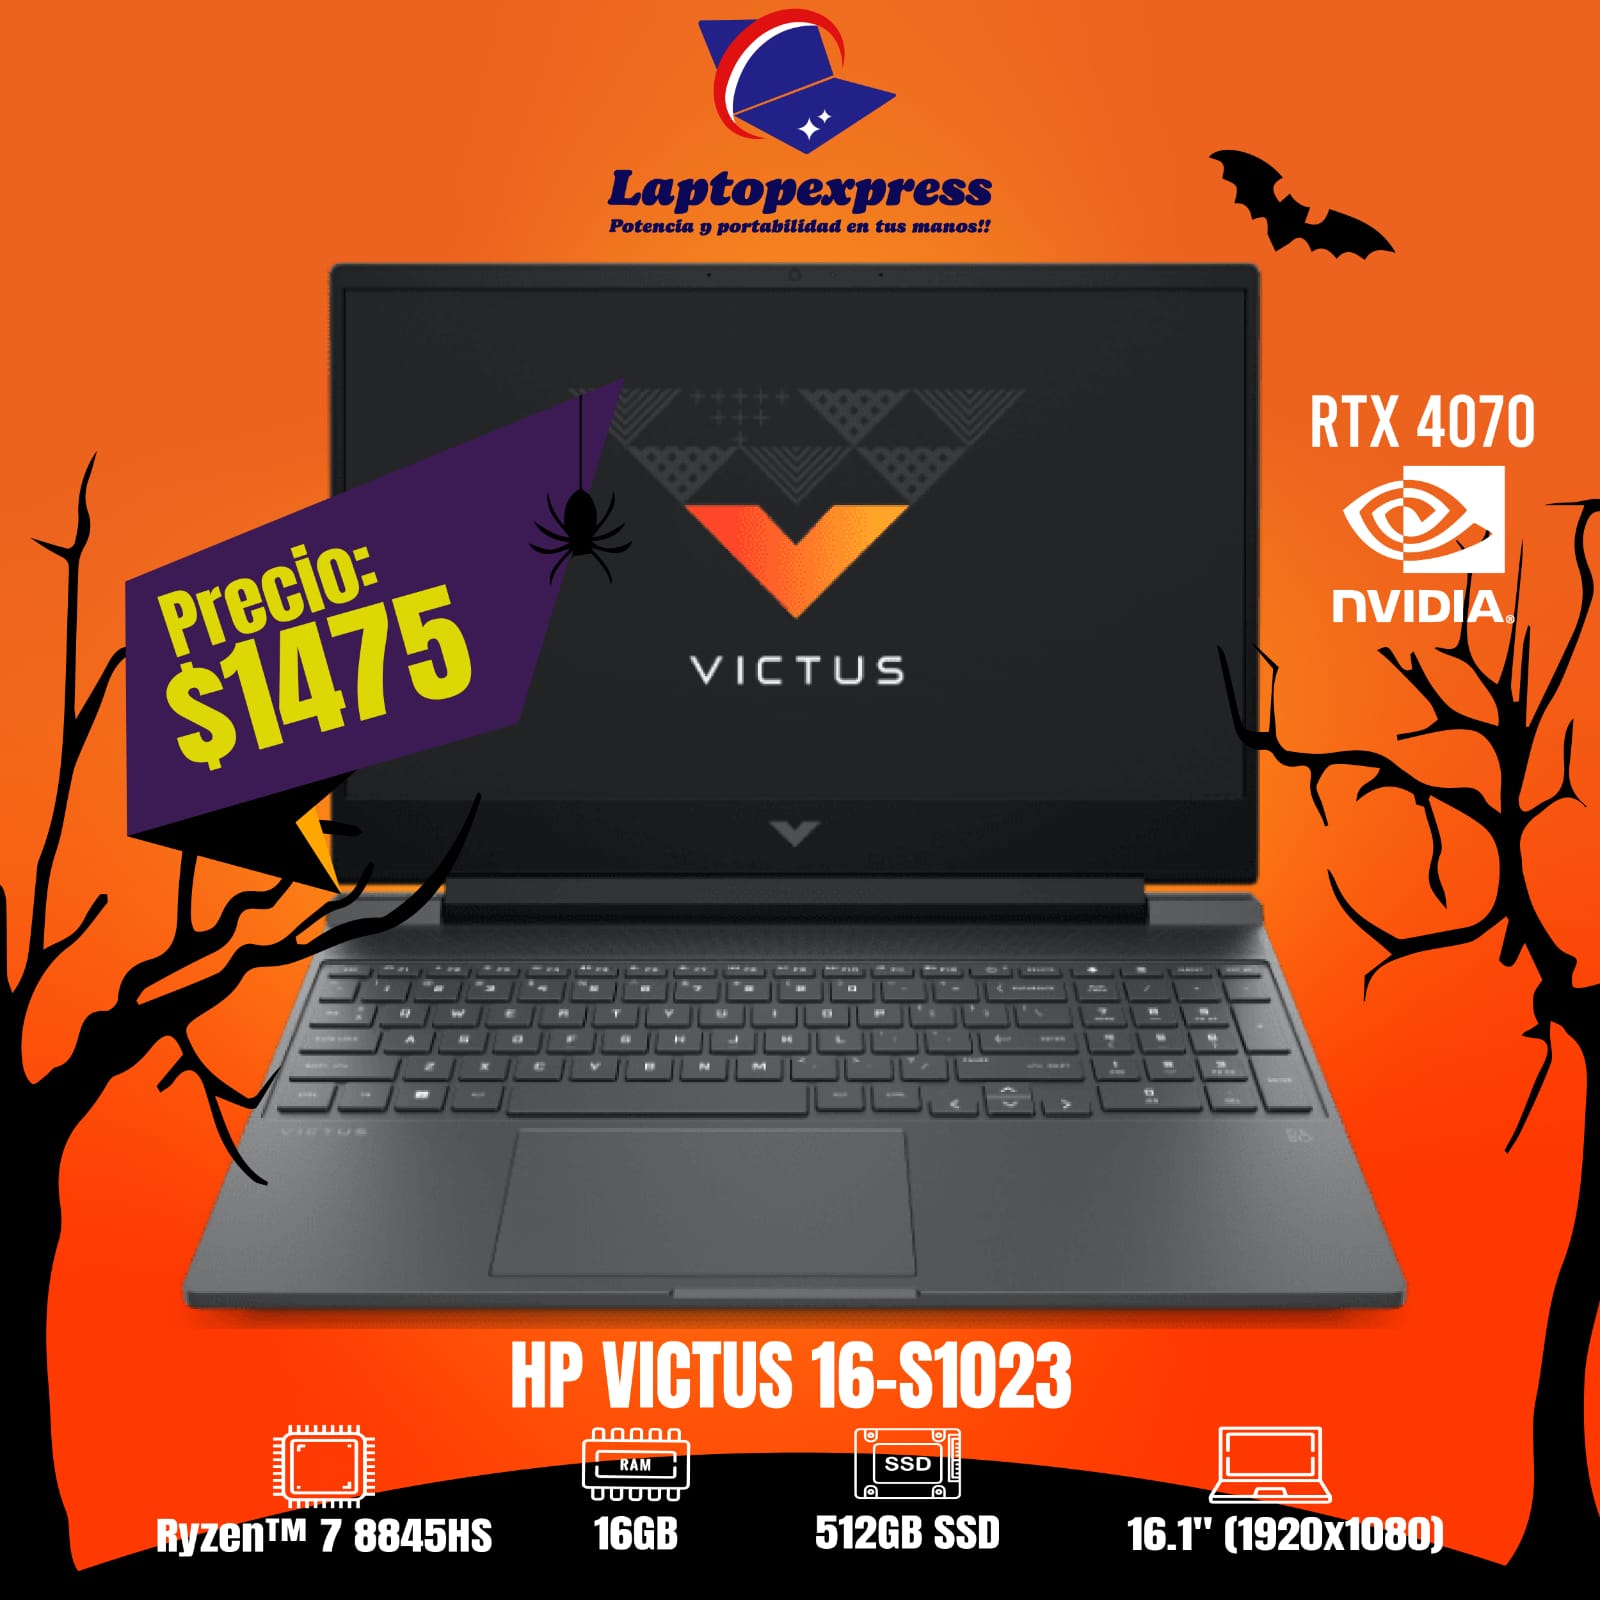 Laptopexpress
Potencia y portabilidad en tus manos!!
RTX 4070
NVIDIA®
Precio:
$1475
VICTUS
VICTUS
HP VICTUS 16-S1023
RAM
SSD
Ryzen™ 7 8845HS
16GB
512GB SSD
16.1" (1920x1080)